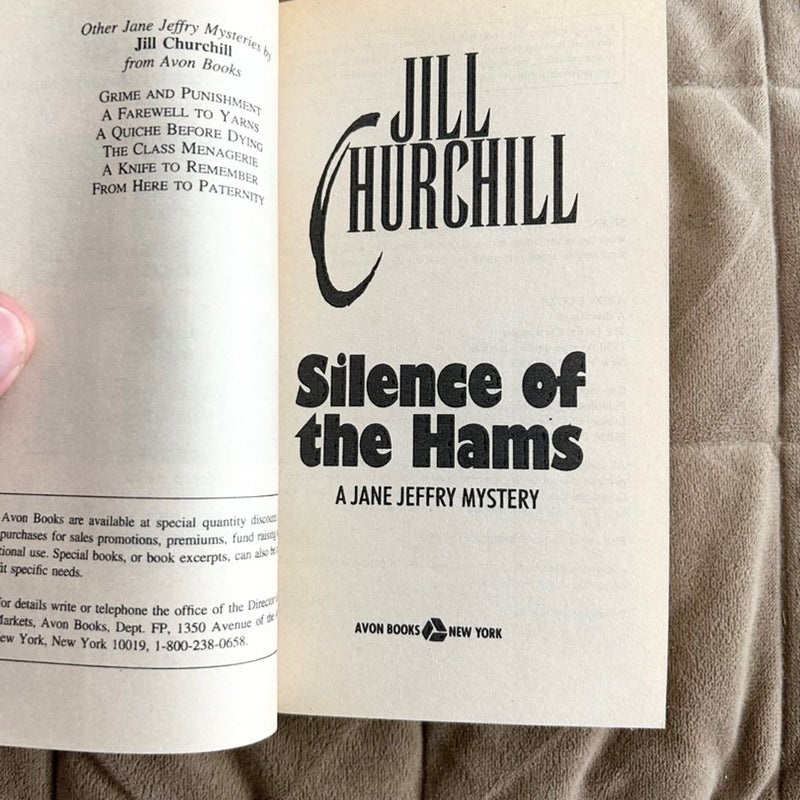 Other Jane Jeffry Mysteries by
Jill Churchill
from Avon Books
GRIME AND PUNISHMENT
A FAREWELL TO YARNS
A QUICHE BEFORE DYING
THE CLASS MENAGERIE
A KNIFE TO REMEMBER
FROM HERE TO PATERNITY
Avon Books are available at special quantity
purchases for sales promotions, premiums, fund raising
tional use. Special books, or book excerpts, can also be
fit specific needs.
for details write or telephone the office of the Director
Markets, Avon Books, Dept. FP, 1350 Avenue of the
ew York, New York 10019, 1-800-238-0658.
JILL
CHURCHILL
Silence of
the Hams
A JANE JEFFRY MYSTERY
AVON BOOKS NEW YORK